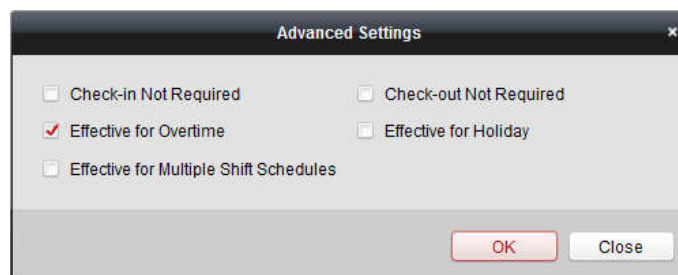 Advanced Settings ×
Check-in Not Required Check-out Not Required
Effective for Overtime Effective for Holiday
Effective for Multiple Shift Schedules
OK Close